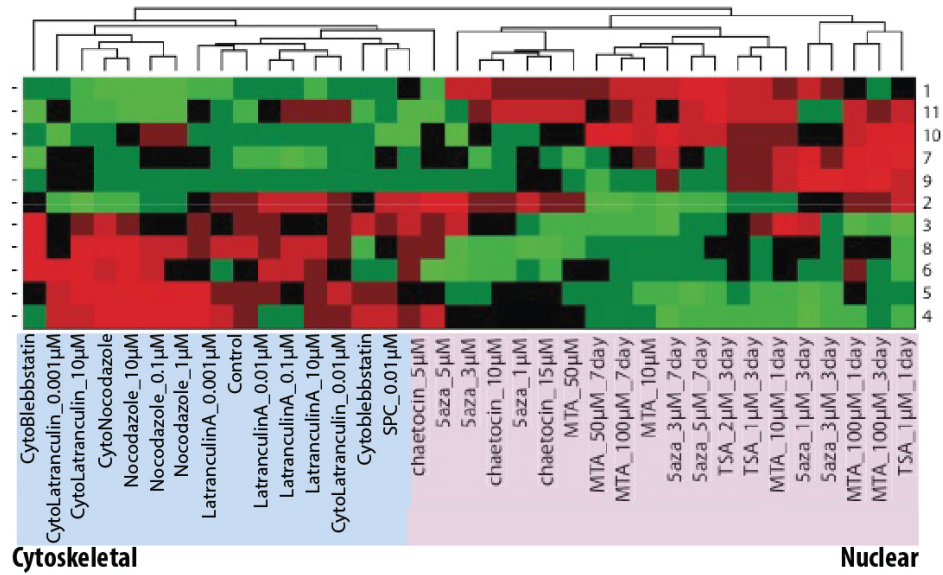 1
11
10
7
9
2
3
8
6
5
4
CytoBlebbstatin
CytoLatranculin_0.001µM
CytoLatranculin_10µM
CytoNocodazole
Nocodazole_10µM
Nocodazole_0.1µM
Nocodazole_1µM
LatranculinA_0.001µM
Control
LatranculinA_0.01µM
LatranculinA_0.1µM
LatranculinA_10µM
CytoLatranculin_0.01µM
Cytoblebbstatin
SPC_0.01µM
chaetocin_5µM
5aza_5µM
5aza_3µM
chaetocin_10µM
5aza_1µM
chaetocin_15µM
MTA_50µM
MTA_50µM_7day
MTA_100µM_7day
MTA_10µM
5aza_3µM_7day
5aza_5µM_7day
TSA_2µM_3day
TSA_1µM_3day
MTA_10µM_1day
5aza_1µM_3day
5aza_3µM_3day
MTA_100µM_1day
MTA_100µM_3day
TSA_1µM_1day
Cytoskeletal
Nuclear